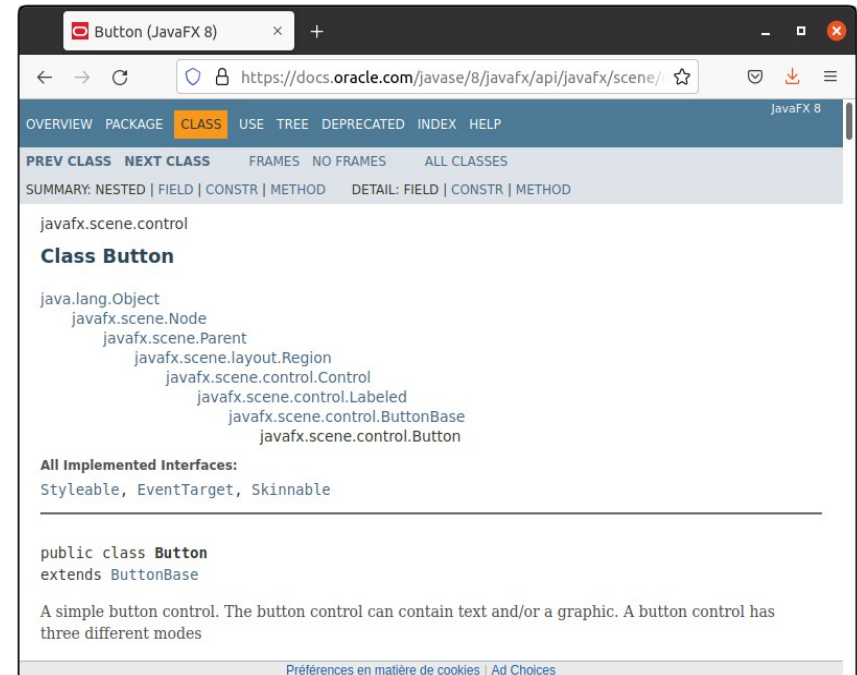 Button (JavaFX 8)
https://docs.oracle.com/javase/8/javafx/api/javafx/scene/
JavaFX 8
OVERVIEW PACKAGE CLASS USE TREE DEPRECATED INDEX HELP
PREV CLASS NEXT CLASS FRAMES NO FRAMES ALL CLASSES
SUMMARY: NESTED | FIELD | CONSTR | METHOD DETAIL: FIELD | CONSTR | METHOD
javafx.scene.control
Class Button
java.lang.Object
javafx.scene.Node
javafx.scene.Parent
javafx.scene.layout.Region
javafx.scene.control.Control
javafx.scene.control.Labeled
javafx.scene.control.ButtonBase
javafx.scene.control.Button
All Implemented Interfaces:
Styleable, EventTarget, Skinnable
public class Button
extends ButtonBase
A simple button control. The button control can contain text and/or a graphic. A button control has
three different modes
Préférences en matière de cookies | Ad Choices